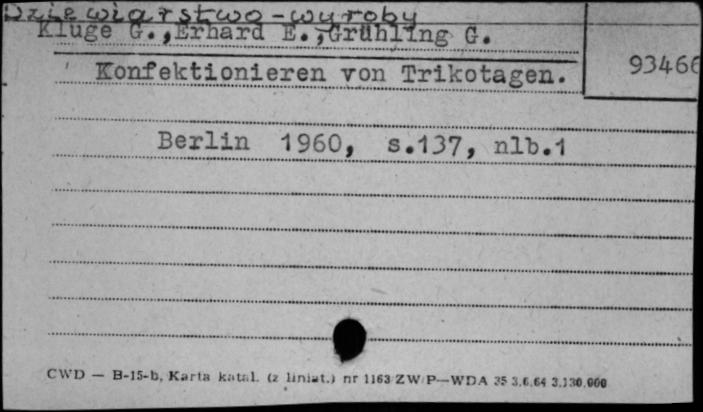 Dziewiarstwo - wyroby
Kluge G., Erhard E., Grühling G.
93466
Konfektionieren von Trikotagen.
Berlin 1960, s.137, nlb.1
CWD — B-15-b, Karta katal. (z liniat.) nr 1163 ZW/P—WDA 35 3.6.64 3.130.000